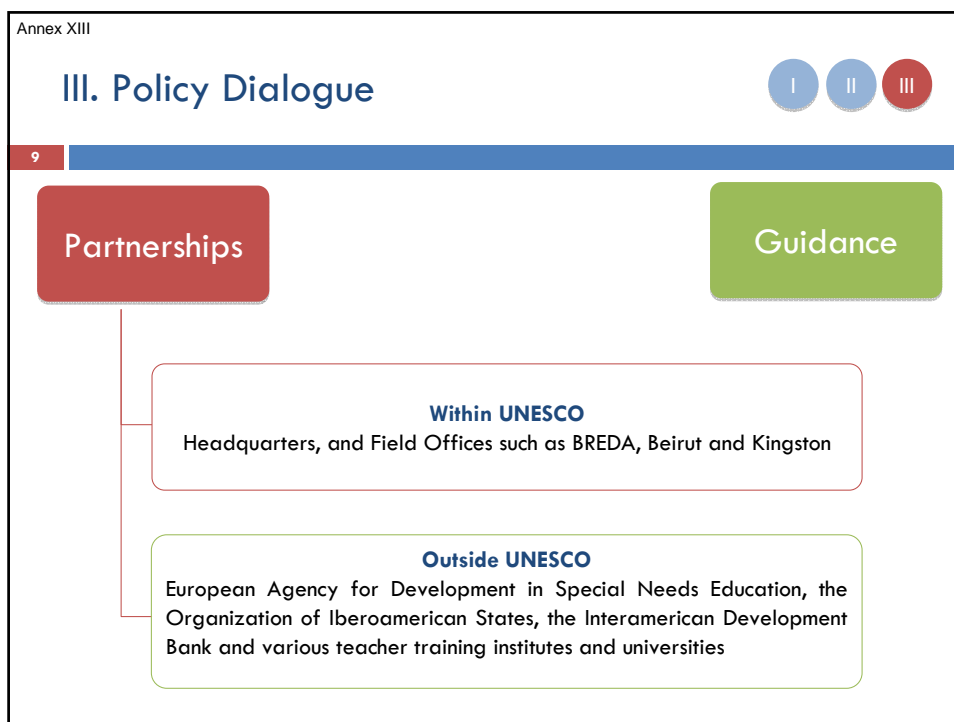 Annex XIII
III. Policy Dialogue
I II III
9
Partnerships
Guidance
Within UNESCO
Headquarters, and Field Offices such as BREDA, Beirut and Kingston
Outside UNESCO
European Agency for Development in Special Needs Education, the
Organization of Iberoamerican States, the Interamerican Development
Bank and various teacher training institutes and universities